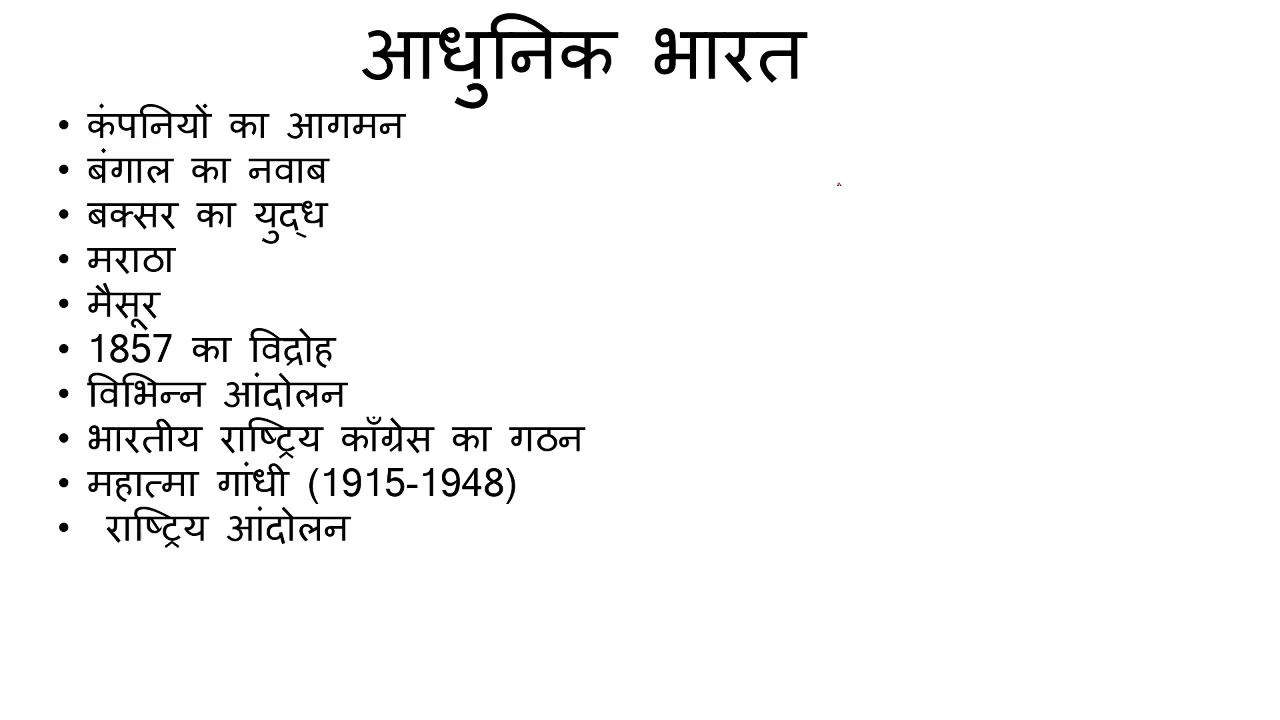 आधुनिक भारत
• कंपनियों का आगमन
• बंगाल का नवाब
• बक्सर का युद्ध
• मराठा
• मैसूर
• 1857 का विद्रोह
• विभिन्न आंदोलन
• भारतीय राष्ट्रिय काँग्रेस का गठन
• महात्मा गांधी (1915-1948)
• राष्ट्रिय आंदोलन